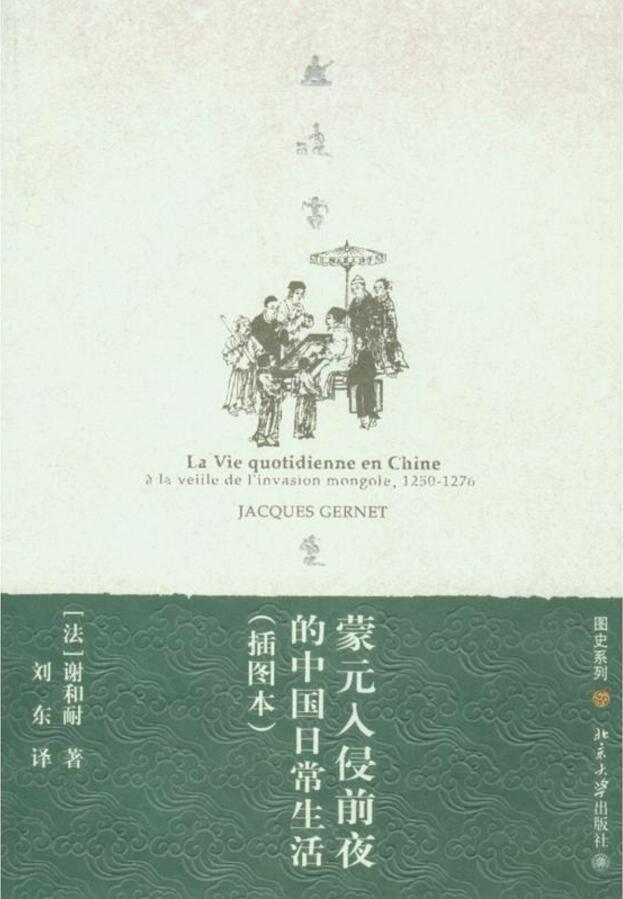 La Vie quotidienne en Chine
à la veille de l'invasion mongole, 1250-1276
JACQUES GERNET
蒙元入侵前夜
的中国日常生活
(插图本)
[法]谢和耐 著
刘东 译
图史系列
北京大学出版社